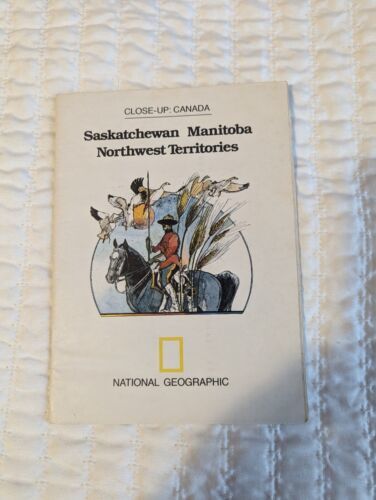 CLOSE-UP: CANADA
Saskatchewan Manitoba
Northwest Territories
NATIONAL GEOGRAPHIC